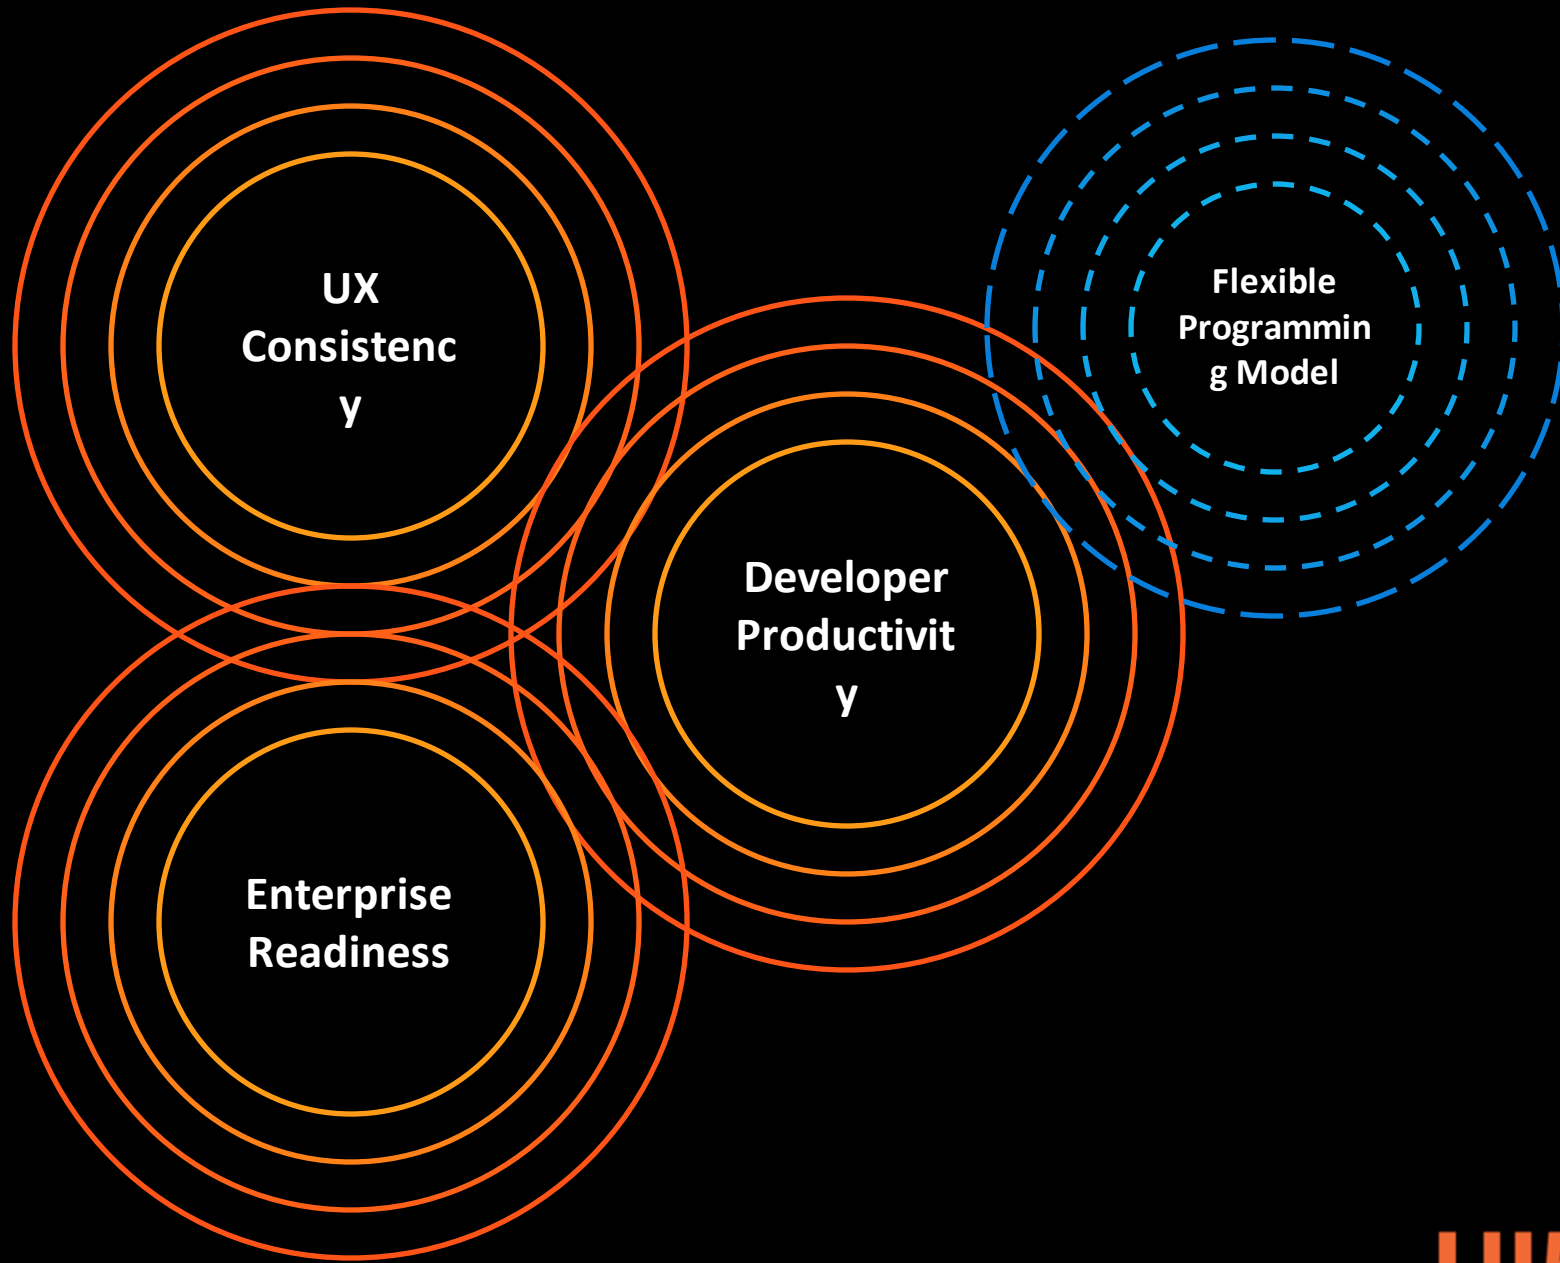 UX
Consistenc
y
Flexible
Programmin
g Model
Developer
Productivit
y
Enterprise
Readiness